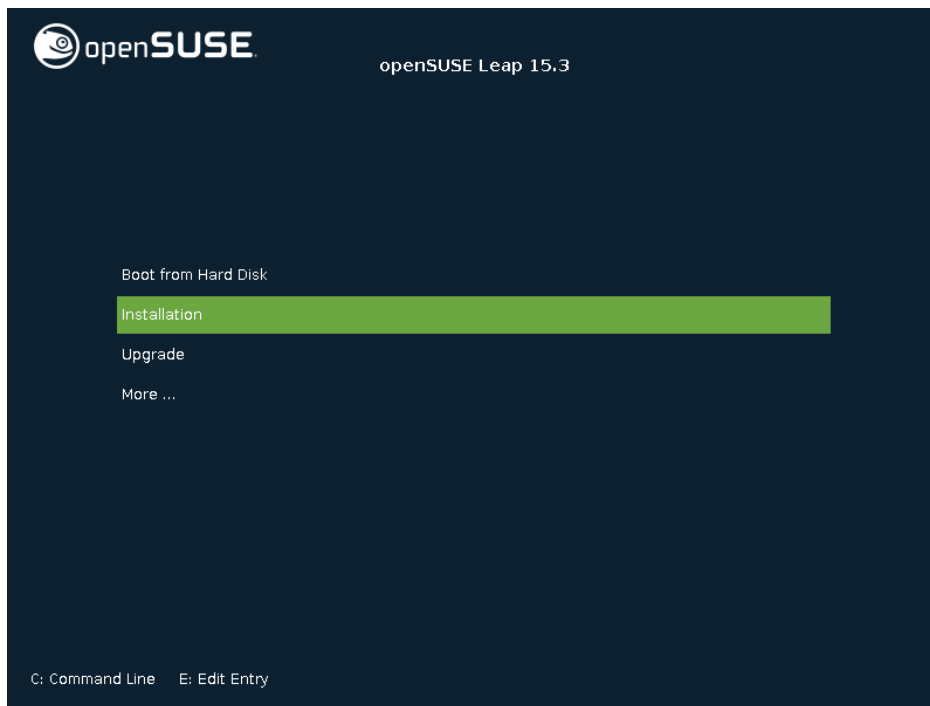 openSUSE.
openSUSE Leap 15.3
Boot from Hard Disk
Installation
Upgrade
More ...
C: Command Line E: Edit Entry